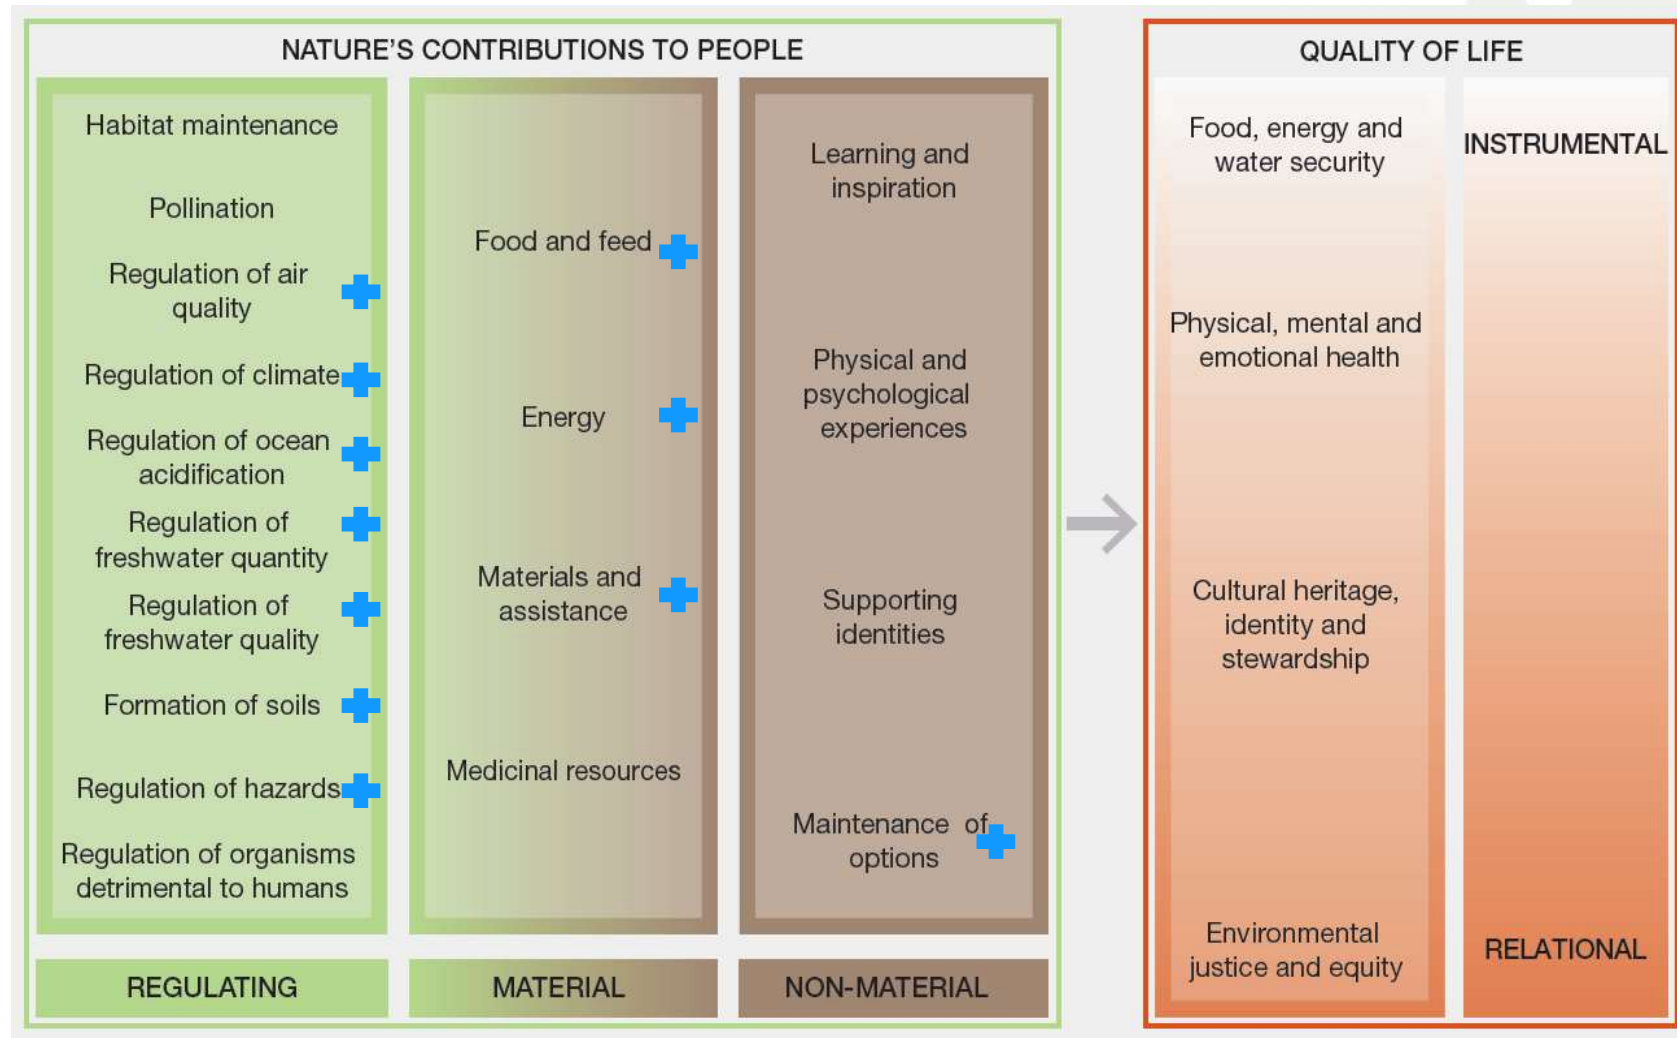 NATURE'S CONTRIBUTIONS TO PEOPLE
Habitat maintenance
Pollination
Regulation of air
quality
Regulation of climate
Regulation of ocean
acidification
Regulation of
freshwater quantity
Regulation of
freshwater quality
Formation of soils
Regulation of hazards
Regulation of organisms
detrimental to humans
REGULATING
Food and feed
Energy
Materials and
assistance
Medicinal resources
MATERIAL
Learning and
inspiration
Physical and
psychological
experiences
Supporting
identities
Maintenance of
options
NON-MATERIAL
QUALITY OF LIFE
Food, energy and
water security
Physical, mental and
emotional health
Cultural heritage,
identity and
stewardship
Environmental
justice and equity
INSTRUMENTAL
RELATIONAL